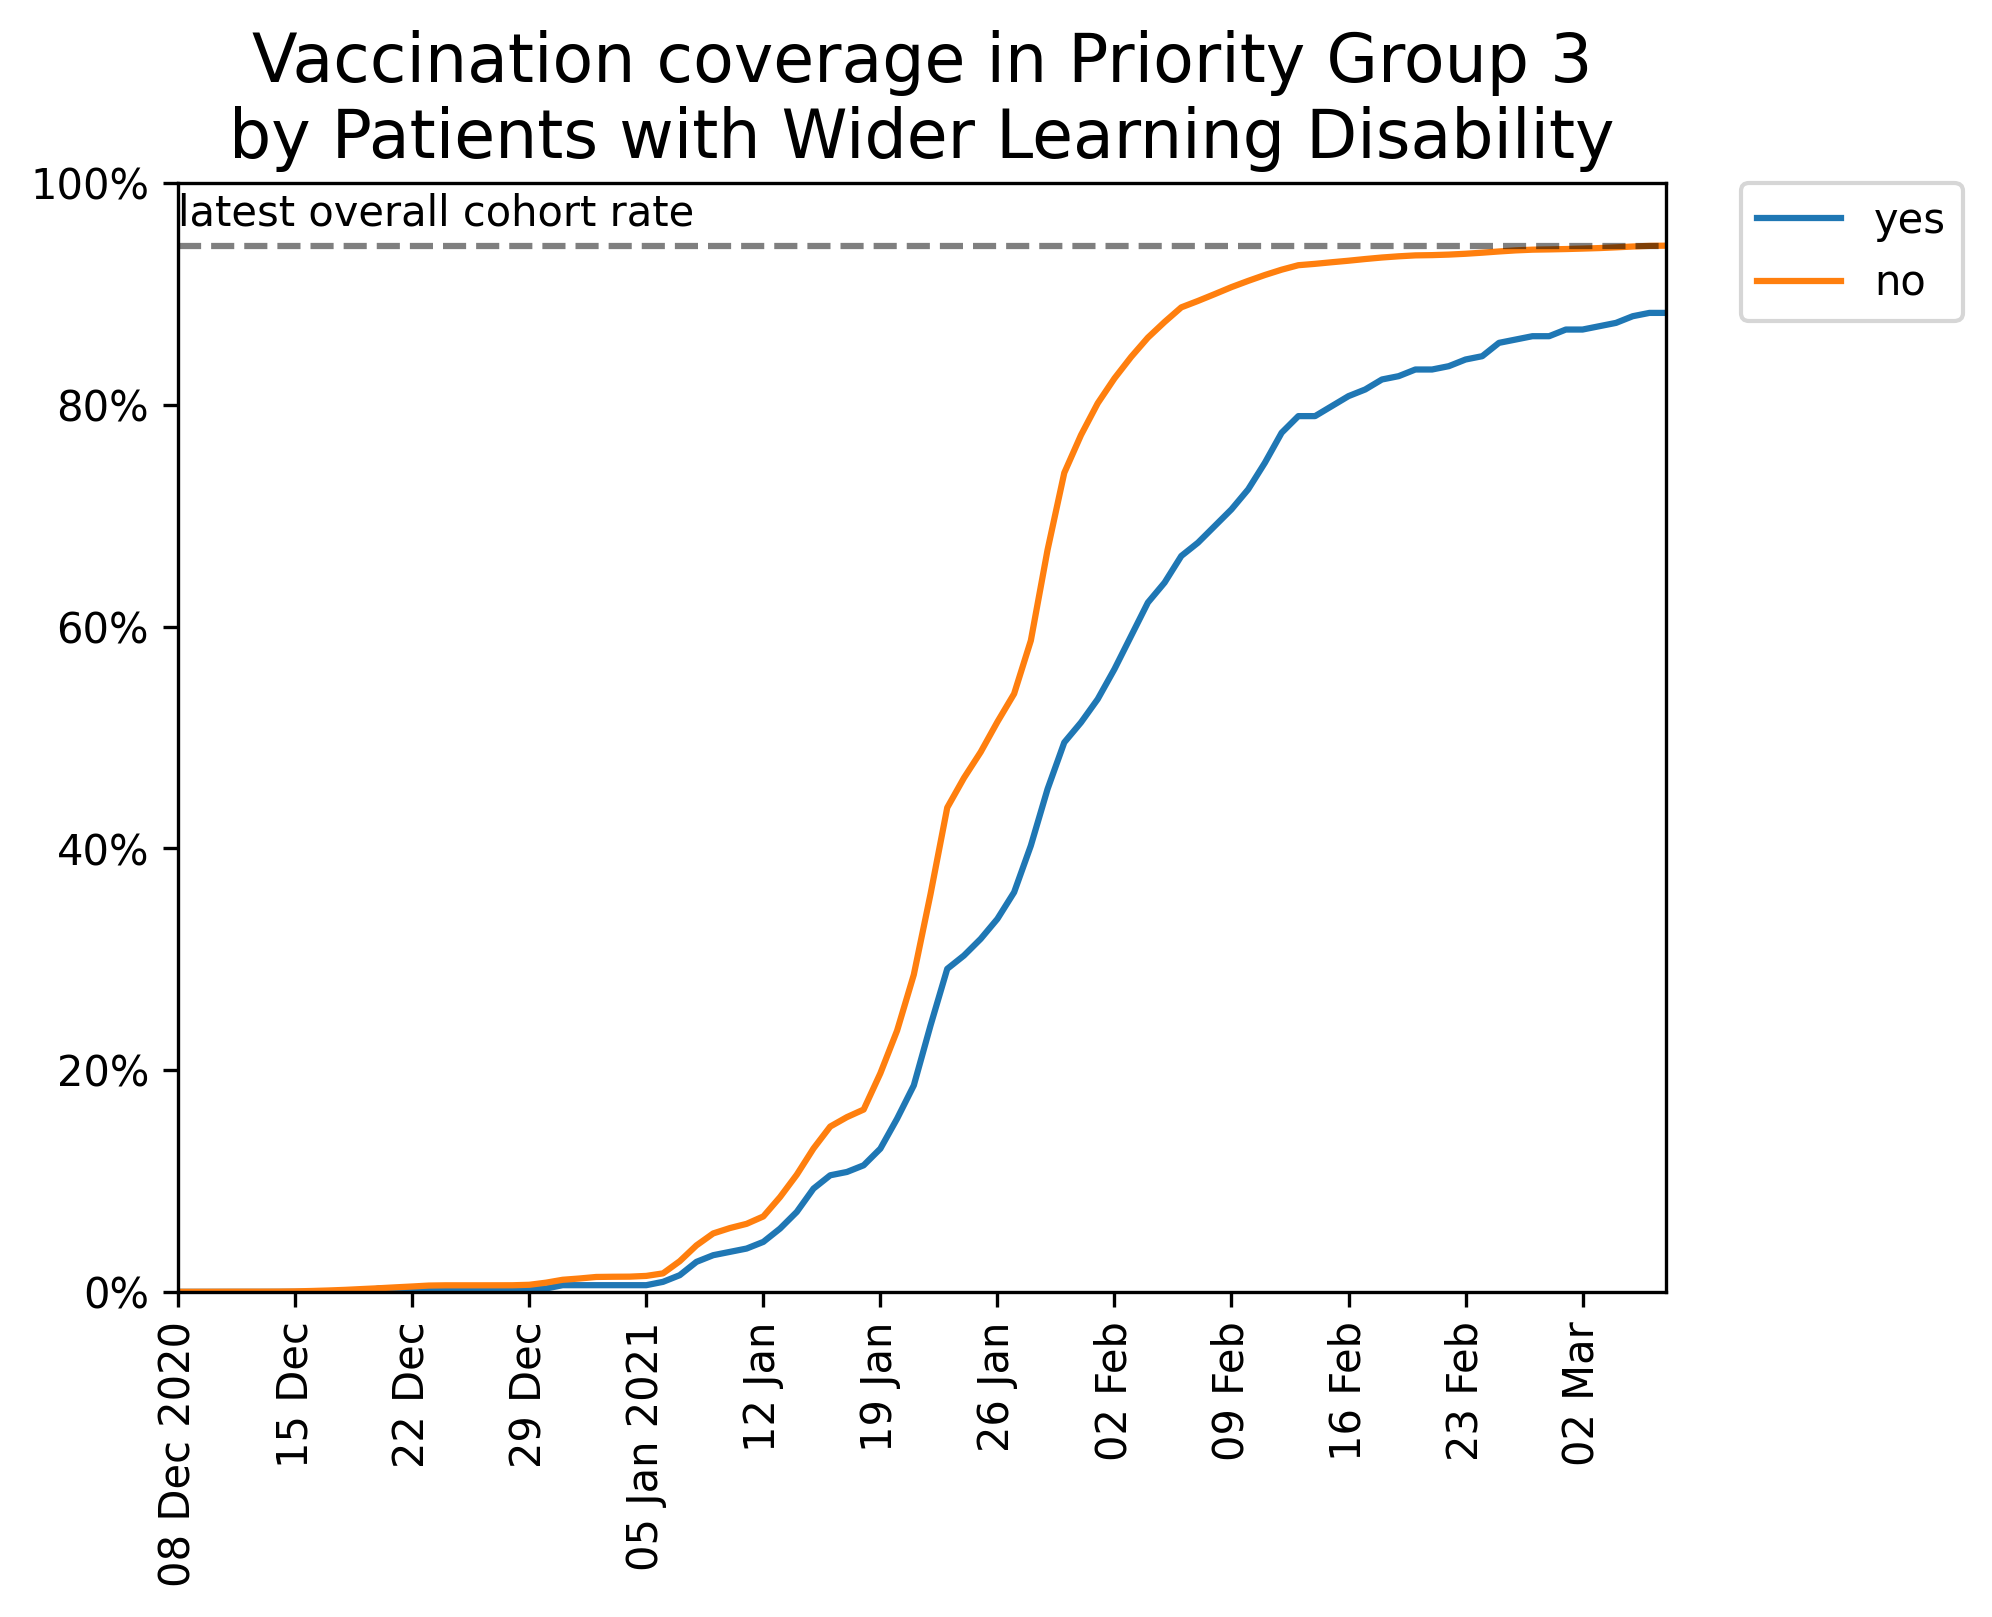 Vaccination coverage in Priority Group 3
by Patients with Wider Learning Disability
100%
80%
60%
40%
20%
0%
latest overall cohort rate
yes
no
08 Dec 2020
15 Dec
22 Dec
29 Dec
05 Jan 2021
12 Jan
19 Jan
26 Jan
02 Feb
09 Feb
16 Feb
23 Feb
02 Mar